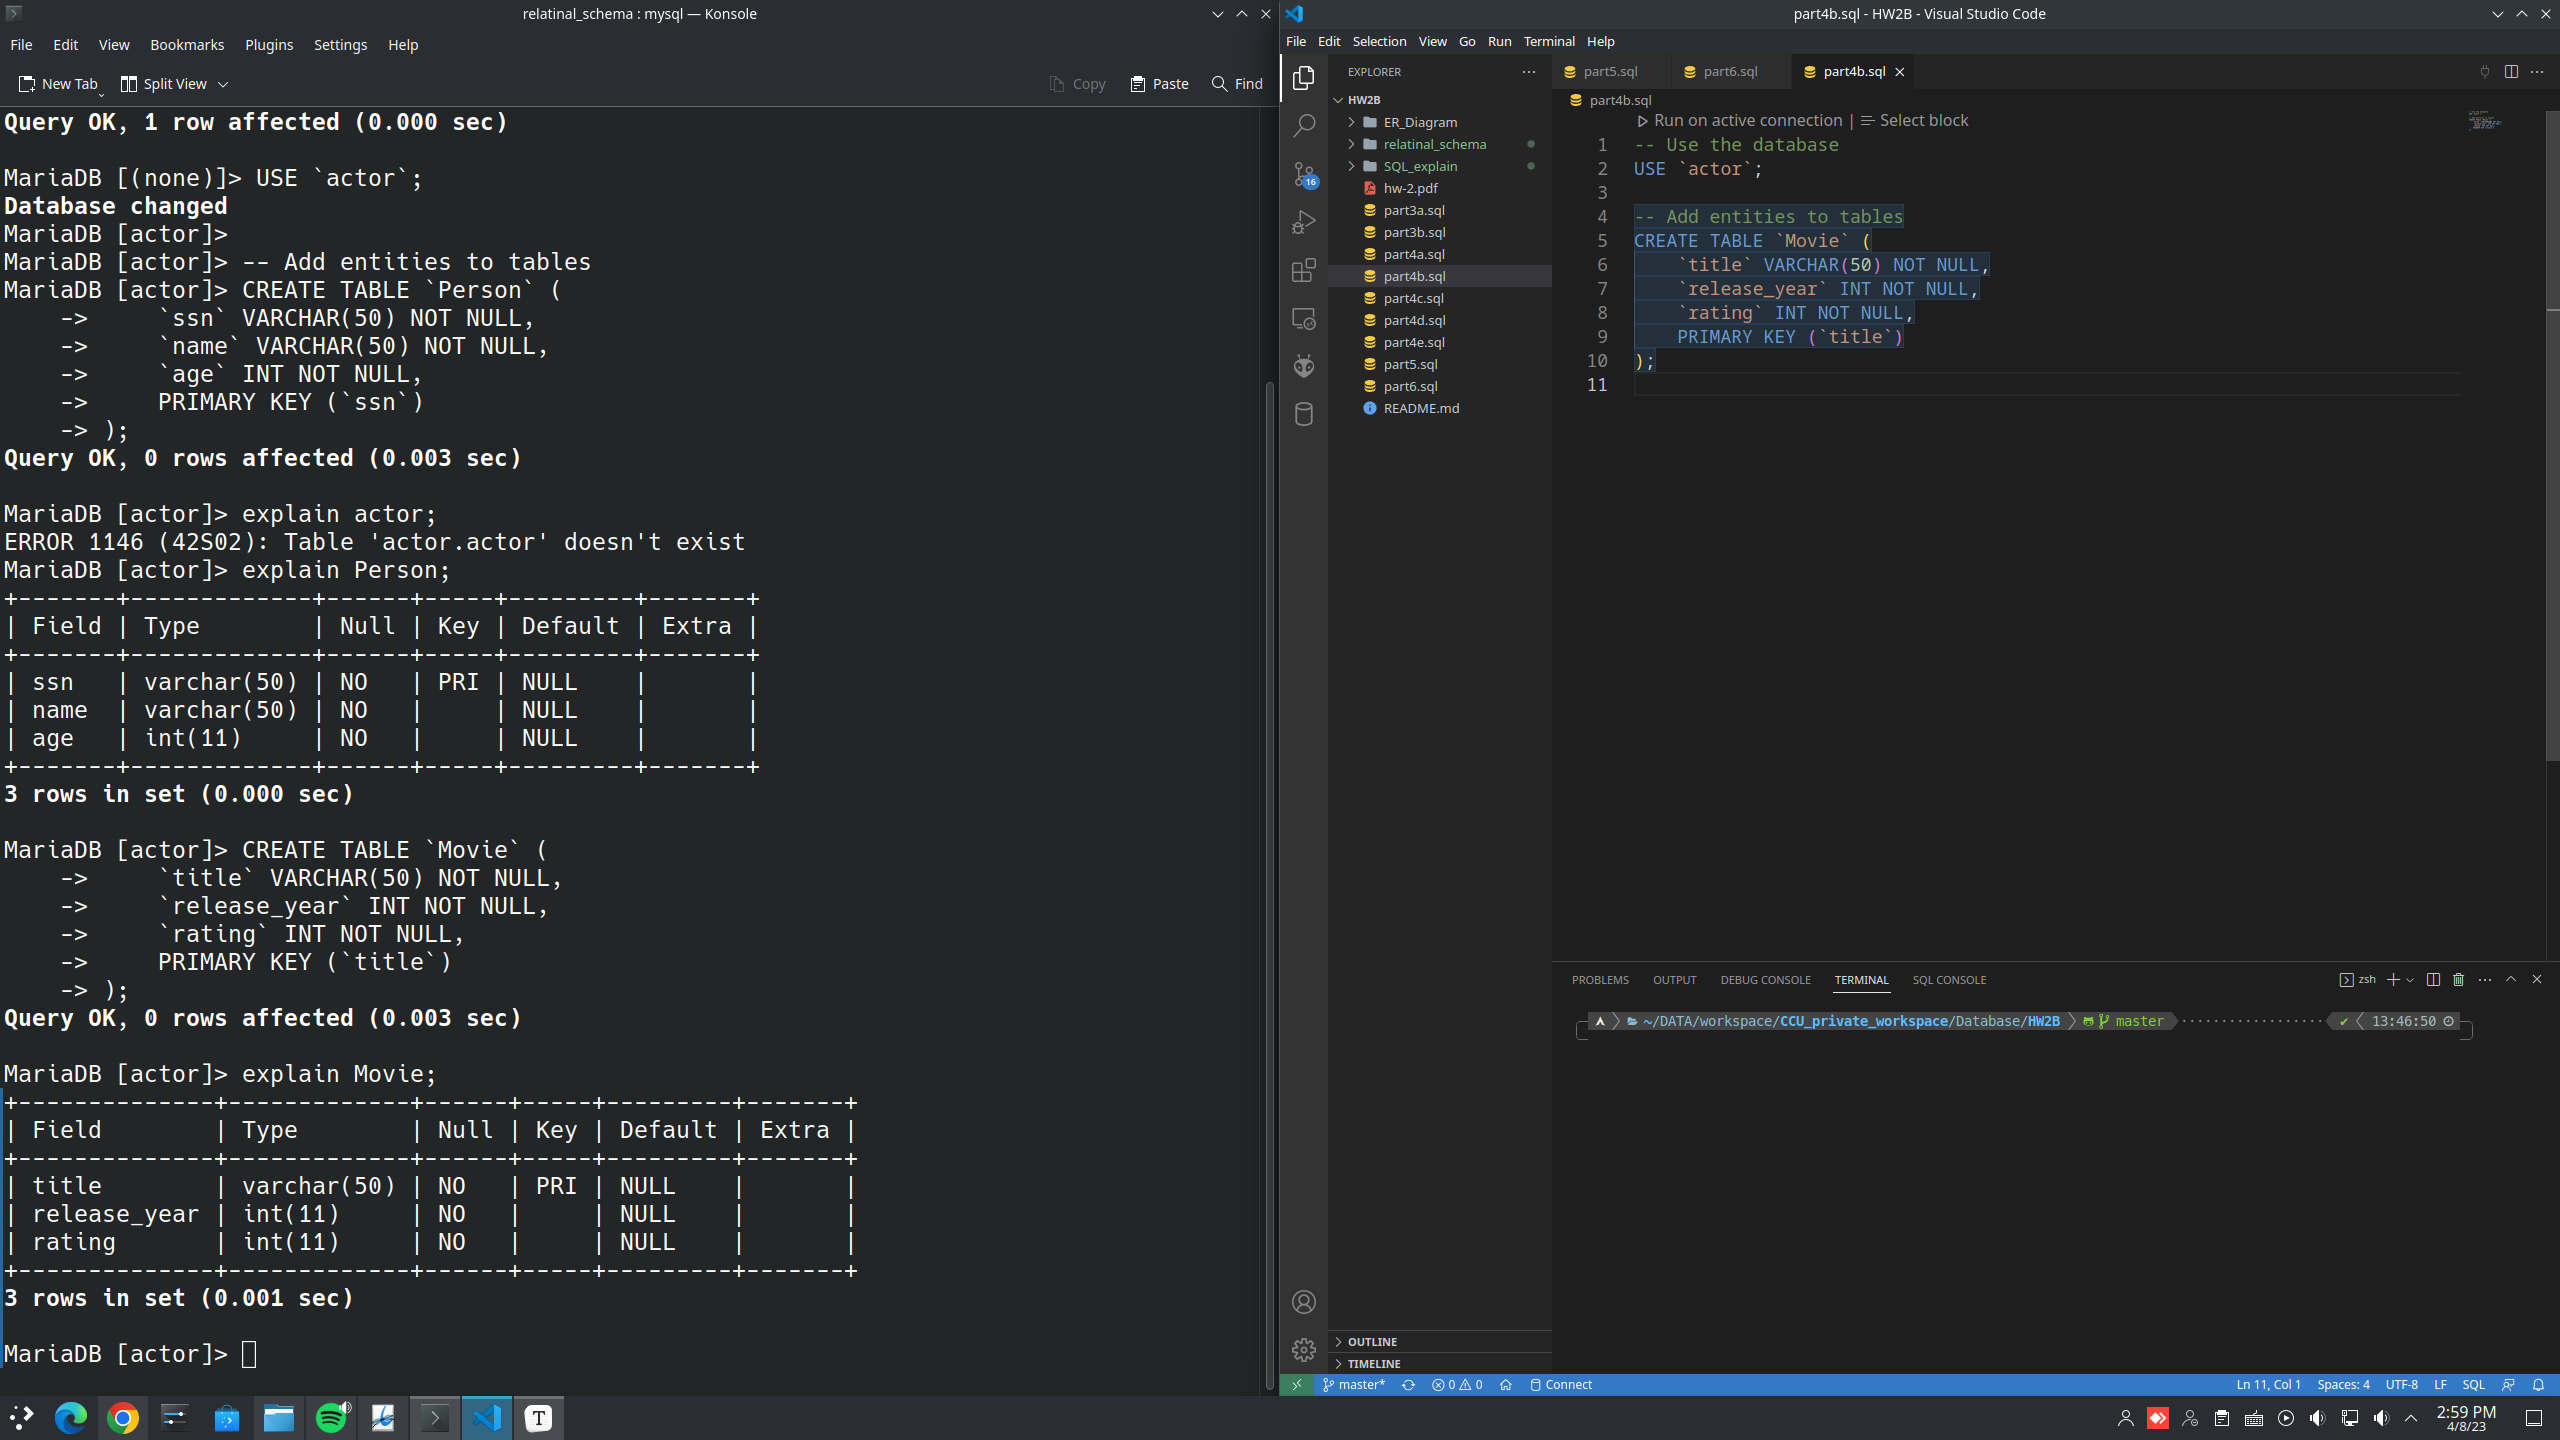 relatinal_schema : mysql — Konsole
File Edit View Bookmarks Plugins Settings Help
New Tab Split View Copy Paste Find
Query OK, 1 row affected (0.000 sec)
MariaDB [(none)]> USE `actor`;
Database changed
MariaDB [actor]>
MariaDB [actor]> -- Add entities to tables
MariaDB [actor]> CREATE TABLE `Person` (
    ->     `ssn` VARCHAR(50) NOT NULL,
    ->     `name` VARCHAR(50) NOT NULL,
    ->     `age` INT NOT NULL,
    ->     PRIMARY KEY (`ssn`)
    -> );
Query OK, 0 rows affected (0.003 sec)
MariaDB [actor]> explain actor;
ERROR 1146 (42S02): Table 'actor.actor' doesn't exist
MariaDB [actor]> explain Person;
+-------+-------------+------+-----+---------+-------+
| Field | Type        | Null | Key | Default | Extra |
+-------+-------------+------+-----+---------+-------+
| ssn   | varchar(50) | NO   | PRI | NULL    |       |
| name  | varchar(50) | NO   |     | NULL    |       |
| age   | int(11)     | NO   |     | NULL    |       |
+-------+-------------+------+-----+---------+-------+
3 rows in set (0.000 sec)
MariaDB [actor]> CREATE TABLE `Movie` (
    ->     `title` VARCHAR(50) NOT NULL,
    ->     `release_year` INT NOT NULL,
    ->     `rating` INT NOT NULL,
    ->     PRIMARY KEY (`title`)
    -> );
Query OK, 0 rows affected (0.003 sec)
MariaDB [actor]> explain Movie;
+--------------+-------------+------+-----+---------+-------+
| Field        | Type        | Null | Key | Default | Extra |
+--------------+-------------+------+-----+---------+-------+
| title        | varchar(50) | NO   | PRI | NULL    |       |
| release_year | int(11)     | NO   |     | NULL    |       |
| rating       | int(11)     | NO   |     | NULL    |       |
+--------------+-------------+------+-----+---------+-------+
3 rows in set (0.001 sec)
MariaDB [actor]>
part4b.sql - HW2B - Visual Studio Code
File Edit Selection View Go Run Terminal Help
EXPLORER
HW2B
ER_Diagram
relatinal_schema
SQL_explain
hw-2.pdf
part3a.sql
part3b.sql
part4a.sql
part4b.sql
part4c.sql
part4d.sql
part4e.sql
part5.sql
part6.sql
README.md
OUTLINE
TIMELINE
16
part5.sql part6.sql part4b.sql
part4b.sql
Run on active connection | Select block
1 -- Use the database
2 USE `actor`;
3
4 -- Add entities to tables
5 CREATE TABLE `Movie` (
6     `title` VARCHAR(50) NOT NULL,
7     `release_year` INT NOT NULL,
8     `rating` INT NOT NULL,
9     PRIMARY KEY (`title`)
10 );
11
PROBLEMS OUTPUT DEBUG CONSOLE TERMINAL SQL CONSOLE zsh
~/DATA/workspace/CCU_private_workspace/Database/HW2B master 13:46:50
master* 0 0 Connect Ln 11, Col 1 Spaces: 4 UTF-8 LF SQL
2:59 PM
4/8/23